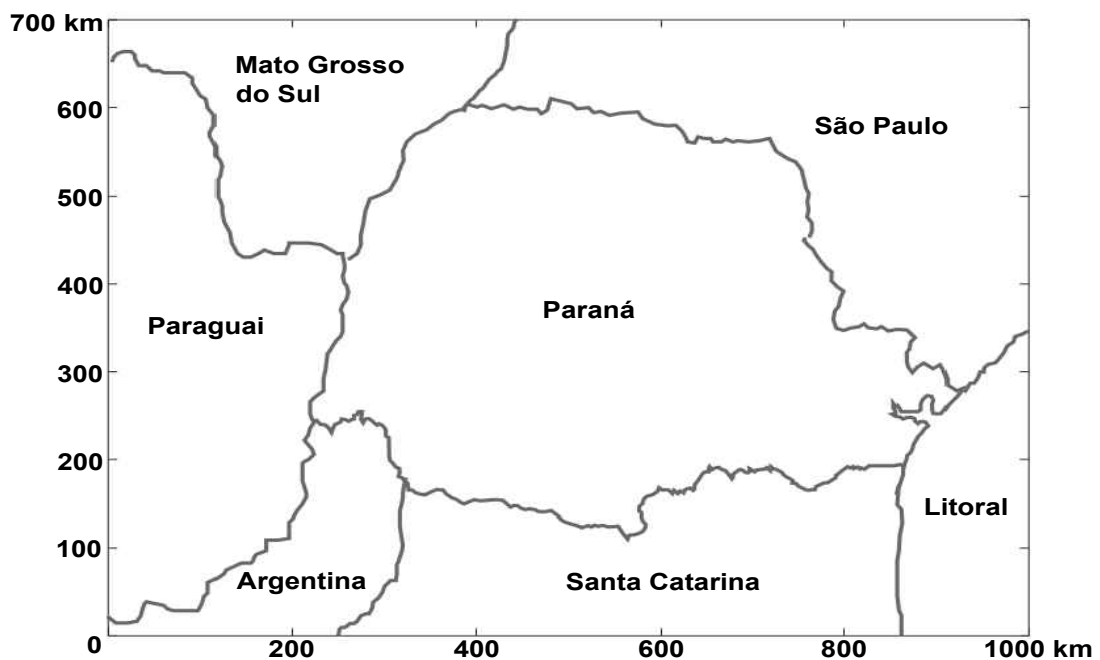 700 km
Mato Grosso
do Sul
São Paulo
600
500
400
Paraguai
Paraná
300
200
Litoral
100
Argentina
Santa Catarina
0
200
400
600
800
1000 km